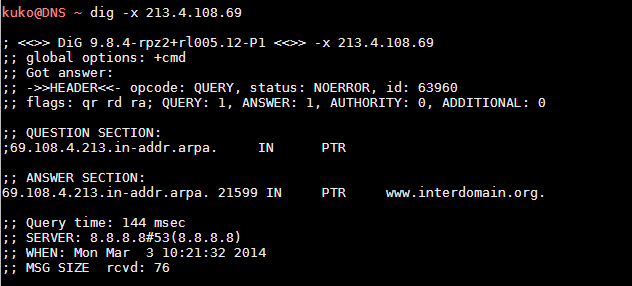 kuko@DNS ~ dig -x 213.4.108.69
; <<>> DiG 9.8.4-rpz2+rl005.12-P1 <<>> -x 213.4.108.69
;; global options: +cmd
;; Got answer:
;; ->>HEADER<<- opcode: QUERY, status: NOERROR, id: 63960
;; flags: qr rd ra; QUERY: 1, ANSWER: 1, AUTHORITY: 0, ADDITIONAL: 0
;; QUESTION SECTION:
;69.108.4.213.in-addr.arpa. IN PTR
;; ANSWER SECTION:
69.108.4.213.in-addr.arpa. 21599 IN PTR www.interdomain.org.
;; Query time: 144 msec
;; SERVER: 8.8.8.8#53(8.8.8.8)
;; WHEN: Mon Mar 3 10:21:32 2014
;; MSG SIZE rcvd: 76